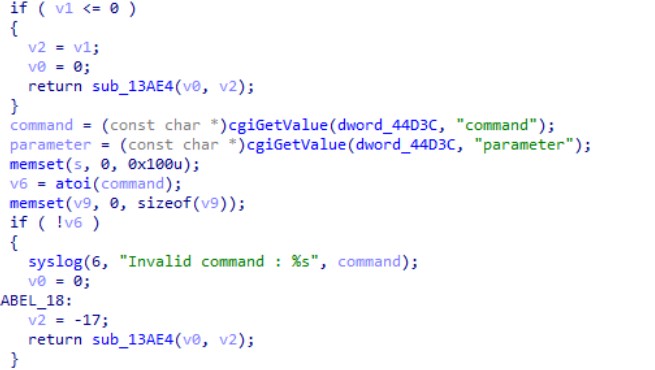 if ( v1 <= 0 )
{
v2 = v1;
v0 = 0;
return sub_13AE4(v0, v2);
}
command = (const char *)cgiGetValue(dword_44D3C, "command");
parameter = (const char *)cgiGetValue(dword_44D3C, "parameter");
memset(s, 0, 0x100u);
v6 = atoi(command);
memset(v9, 0, sizeof(v9));
if ( !v6 )
{
syslog(6, "Invalid command : %s", command);
v0 = 0;
ABEL_18:
v2 = -17;
return sub_13AE4(v0, v2);
}